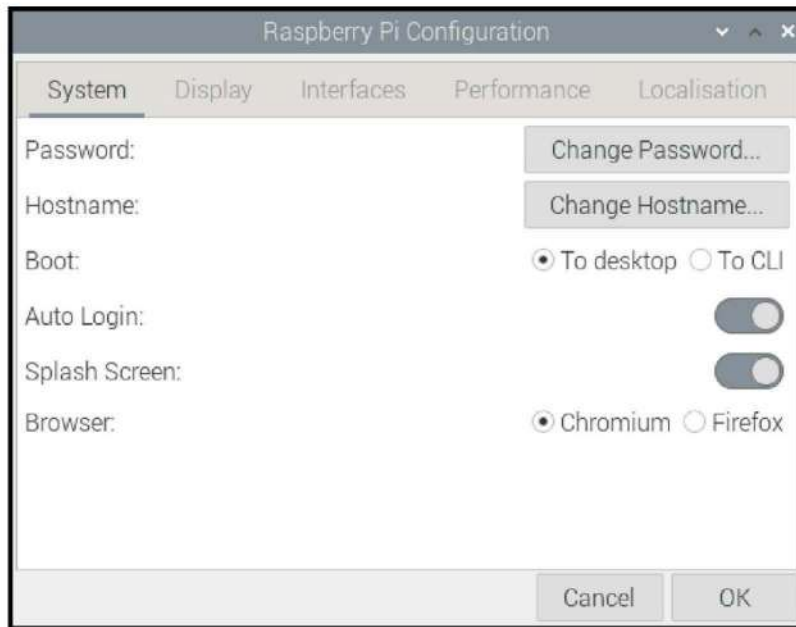 Raspberry Pi Configuration
System Display Interfaces Performance Localisation
Password: Change Password...
Hostname: Change Hostname...
Boot: To desktop To CLI
Auto Login:
Splash Screen:
Browser: Chromium Firefox
Cancel OK